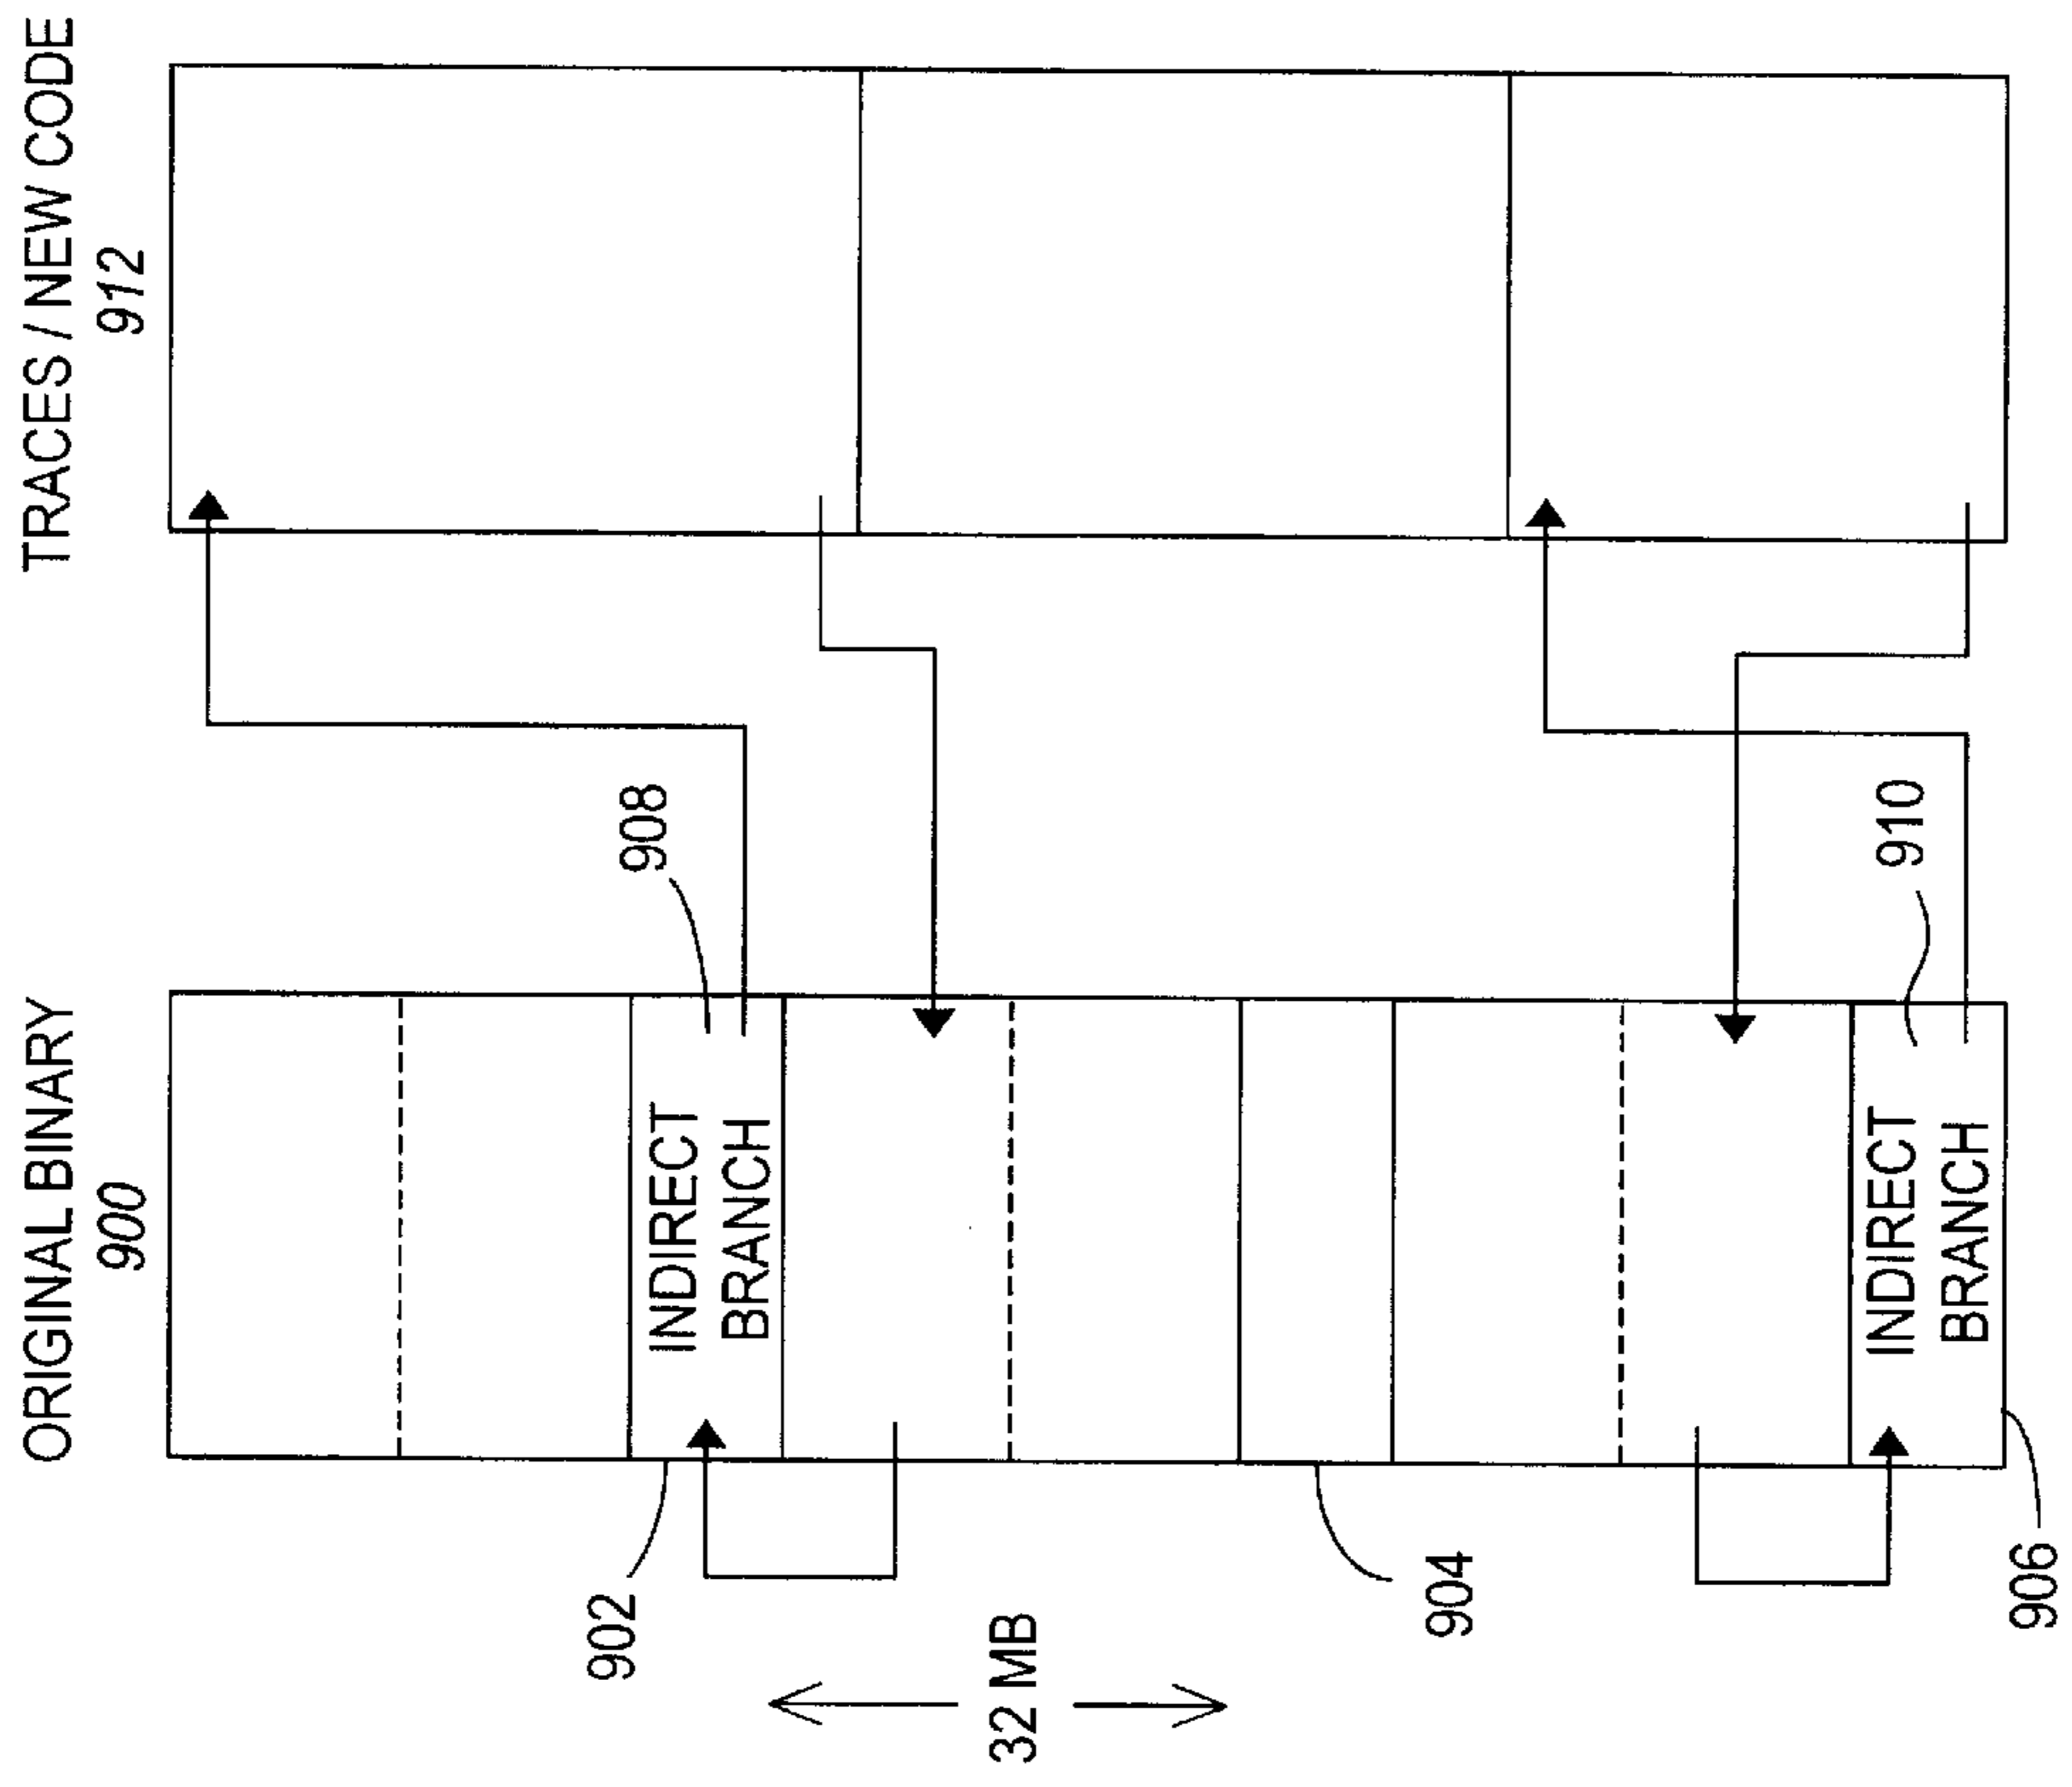 ORIGINAL BINARY
900
TRACES / NEW CODE
912
902
INDIRECT
BRANCH
908
32 MB
904
INDIRECT
BRANCH
910
906